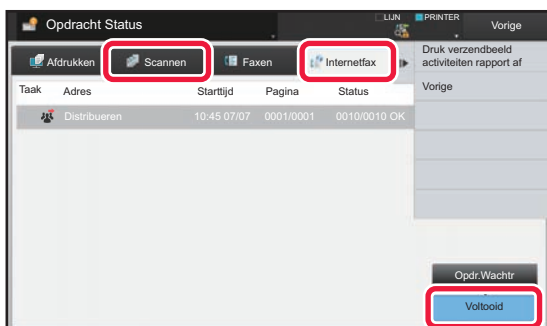 Opdracht Status
LIJN
PRINTER
Vorige
Afdrukken
Scannen
Faxen
Internetfax
Druk verzendbeeld
activiteiten rapport af
Taak Adres Starttijd Pagina Status
Vorige
Distribueren 10:45 07/07 0001/0001 0010/0010 OK
Opdr.Wachtr
Voltooid